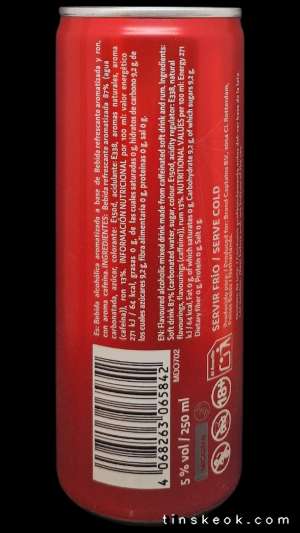 Es: Bebida alcohólica aromatizada a base de Bebida refrescante aromatizada y ron,
con aroma cafeína. INGREDIENTES: Bebida refrescante aromatizada 87% (agua
carbonatada, azúcar, colorante: E150d, acidulante: E338, aromas naturales, aroma
(cafeína)), ron 13%. INFORMACIÓN NUTRICIONAL por 100 ml: valor energético
271 kJ / 64 kcal, grasas 0 g, de las cuales saturadas 0 g, hidratos de carbono 9,2 g, de
los cuales azúcares 9,2 g, fibra alimentaria 0 g, proteínas 0 g, sal 0 g.
EN: Flavoured alcoholic mixed drink made from caffeinated soft drink and rum. Ingredients:
Soft drink 87% (carbonated water, sugar, colour: E150d, acidity regulator: E338, natural
flavourings, flavourings (caffeine)), rum 13%. NUTRITIONAL VALUES per 100 ml: Energy 271
kJ / 64 kcal, Fat 0 g, of which saturates 0 g, Carbohydrate 9,2 g, of which sugars 9,2 g,
Dietary fiber 0 g, Protein 0 g, Salt 0 g.
SERVIR FRÍO / SERVE COLD
Brand Captains B.V., Rotterdam,
MDO702
4 068263 065842
5 % vol / 250 ml
18+
tinskeok.com